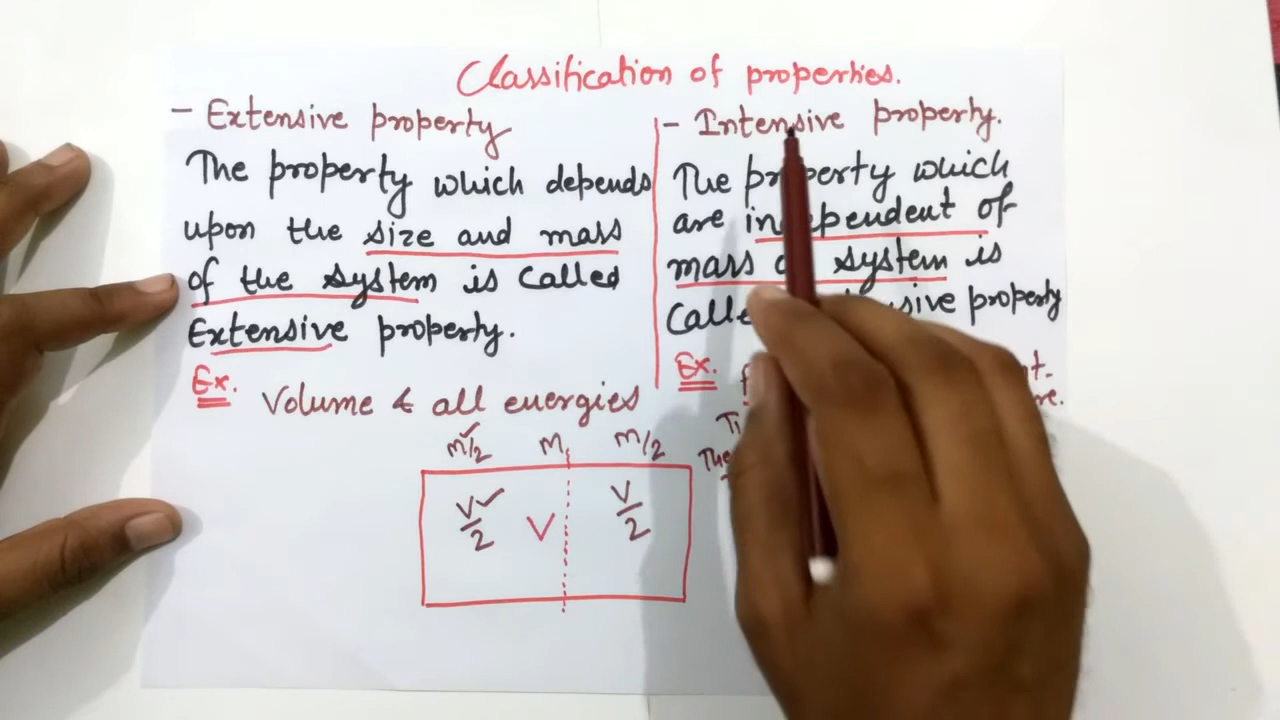 Classification of properties.
- Extensive property
The property which depends
upon the size and mass
of the system is called
Extensive property.
Ex. Volume & all energies
- Intensive property.
The property which
are independent of
mass system is
property
Ex.
m/2 M m/2
V/2 V V/2